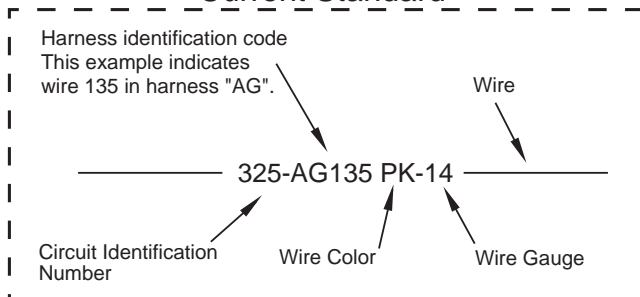 Current Standard
Harness identification code
This example indicates
wire 135 in harness "AG".
Wire
325-AG135 PK-14
Circuit Identification
Number
Wire Color
Wire Gauge